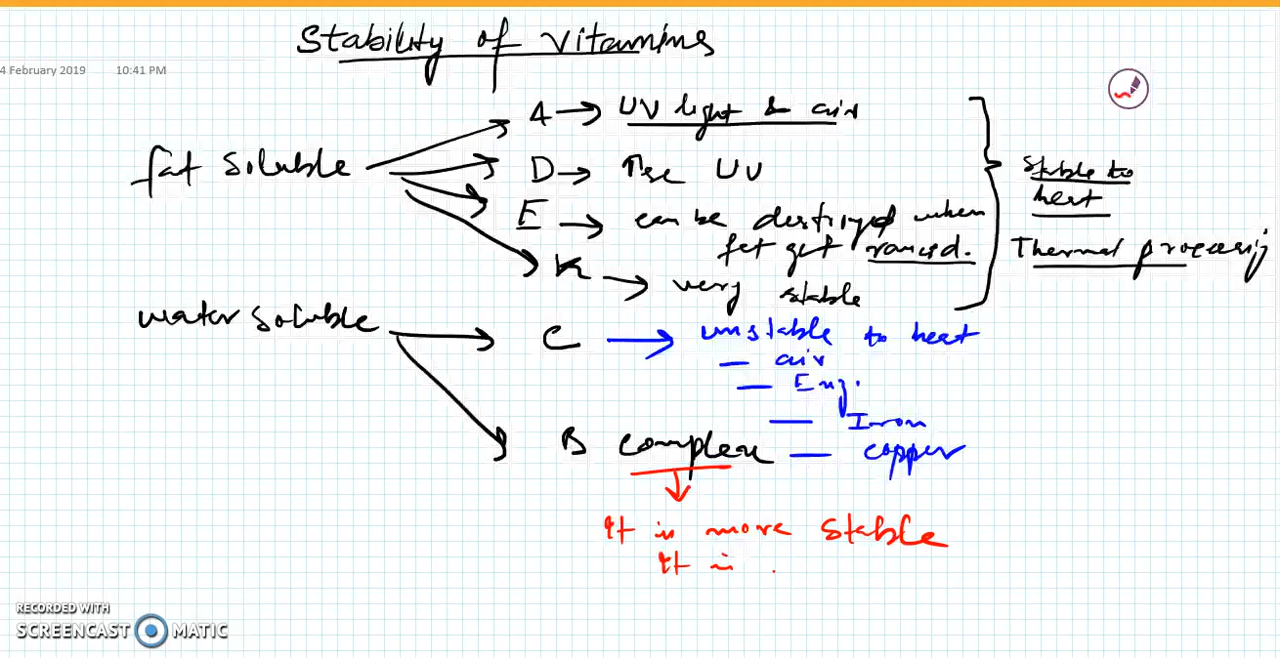 Stability of Vitamins
4 February 2019 10:41 PM
A → UV light & air
fat soluble
D → UV
E → can be destroyed when
fat get rancid.
K → very stable
stable to
heat
Thermal processing
water soluble
C → unstable to heat
— air
— Enz.
— Iron
— copper
B complex
It is more stable
It is
RECORDED WITH
SCREENCAST MATIC